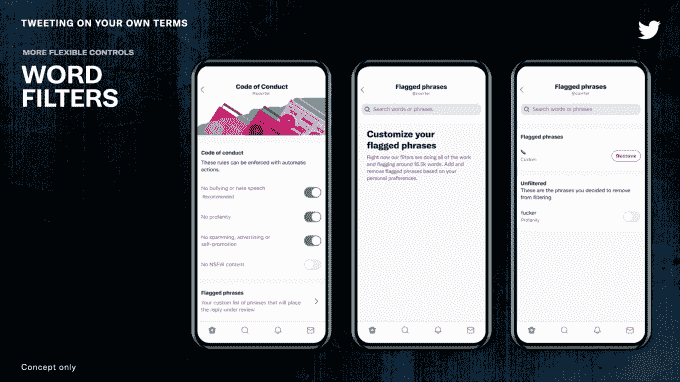 TWEETING ON YOUR OWN TERMS
MORE FLEXIBLE CONTROLS
WORD
FILTERS
Code of Conduct
Code of conduct
These rules can be enforced with automatic
actions.
No bullying or hate speech
Recommended
No profanity
No spamming, advertising or
self-promotion
No NSFW content
Flagged phrases
Your custom list of phrases that will place
the reply under review
Flagged phrases
Search words or phrases
Customize your
flagged phrases
Right now our filters are doing all of the work
and flagging around 16.3k words. Add and
remove flagged phrases based on your
personal preferences.
Flagged phrases
Search words or phrases
Flagged phrases
Custom
Remove
Unfiltered
These are the phrases you decided to remove
from filtering.
fucker
Profanity
Concept only